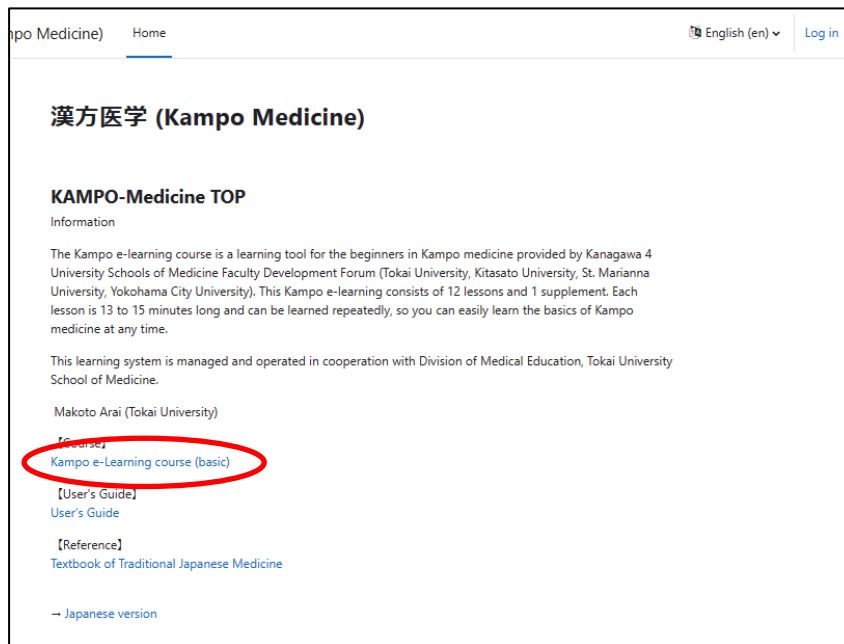 npo Medicine) Home English (en) Log in
漢方医学 (Kampo Medicine)
KAMPO-Medicine TOP
Information
The Kampo e-learning course is a learning tool for the beginners in Kampo medicine provided by Kanagawa 4
University Schools of Medicine Faculty Development Forum (Tokai University, Kitasato University, St. Marianna
University, Yokohama City University). This Kampo e-learning consists of 12 lessons and 1 supplement. Each
lesson is 13 to 15 minutes long and can be learned repeatedly, so you can easily learn the basics of Kampo
medicine at any time.
This learning system is managed and operated in cooperation with Division of Medical Education, Tokai University
School of Medicine.
Makoto Arai (Tokai University)
【Course】
Kampo e-Learning course (basic)
【User's Guide】
User's Guide
【Reference】
Textbook of Traditional Japanese Medicine
→ Japanese version